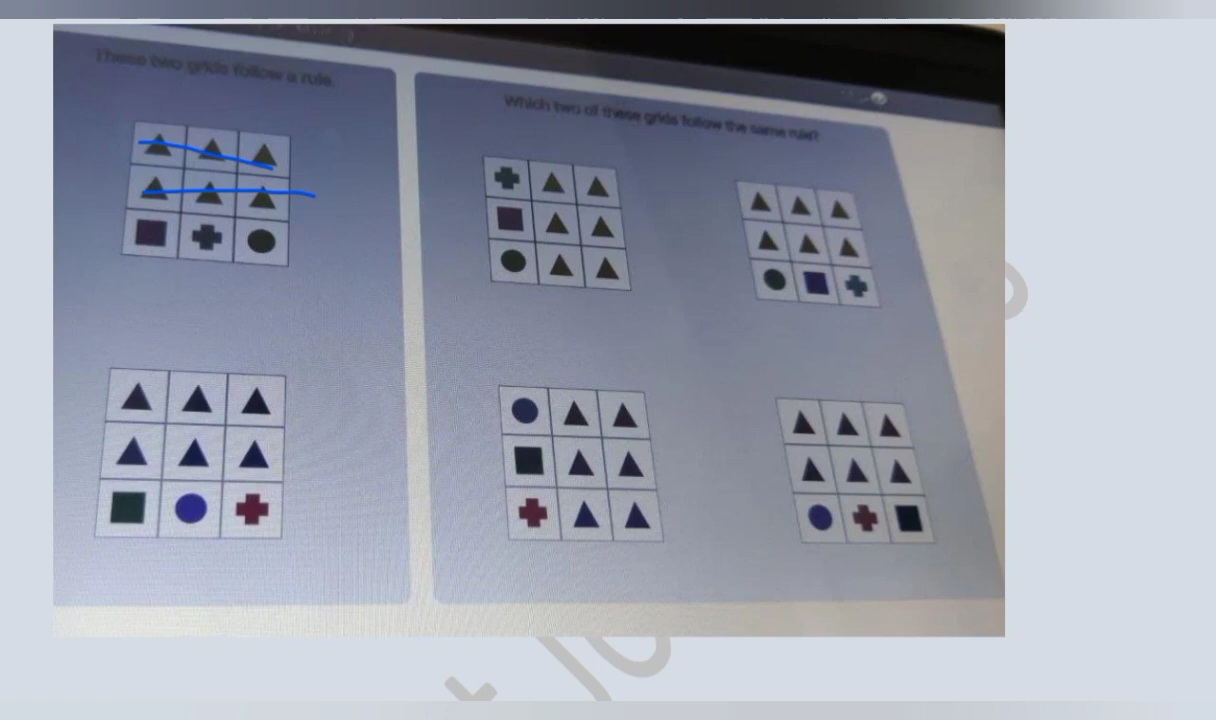 These two grids follow a rule.
Which two of these grids follow the same rule?